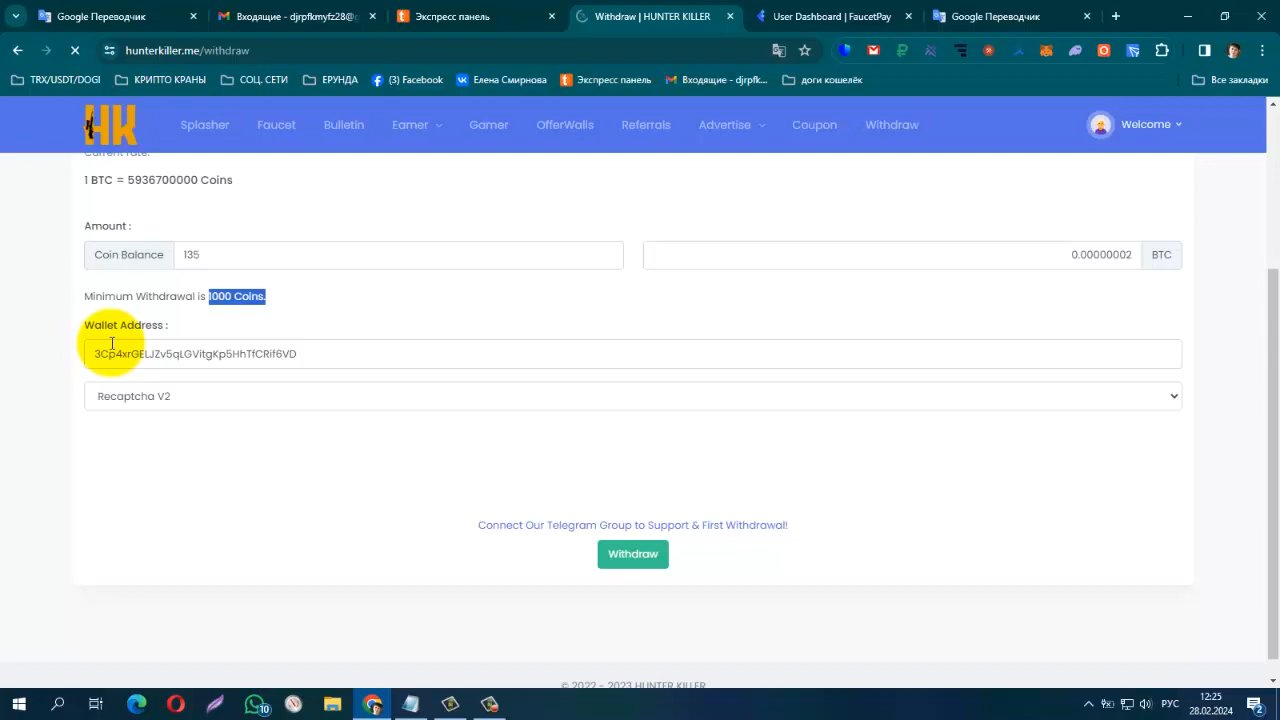 Google Переводчик
Входящие - djrpfkmyfz28@g
Экспресс панель
Withdraw | HUNTER KILLER
User Dashboard | FaucetPay
Google Переводчик
hunterkiller.me/withdraw
TRX/USDT/DOGI
КРИПТО КРАНЫ
СОЦ. СЕТИ
ЕРУНДА
(3) Facebook
Елена Смирнова
Экспресс панель
Входящие - djrpfk...
доги кошелёк
Все закладки
HK
Splasher
Faucet
Bulletin
Earner
Gamer
OfferWalls
Referrals
Advertise
Coupon
Withdraw
Welcome
Current rate:
1 BTC = 5936700000 Coins
Amount :
Coin Balance 135
0.00000002 BTC
Minimum Withdrawal is 1000 Coins.
Wallet Address :
3Cp4xrGELJZv5qLGVitgKp5HhTfCRif6VD
Recaptcha V2
Connect Our Telegram Group to Support & First Withdrawal!
Withdraw
© 2022 - 2023 HUNTER KILLER
10
РУС
12:25
28.02.2024
2